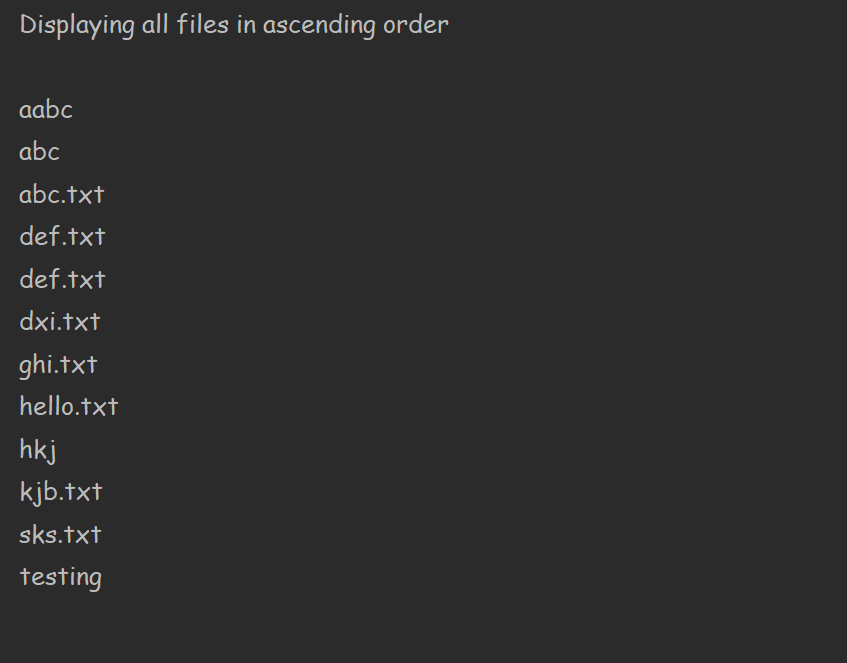 Displaying all files in ascending order
aabc
abc
abc.txt
def.txt
def.txt
dxi.txt
ghi.txt
hello.txt
hkj
kjb.txt
sks.txt
testing